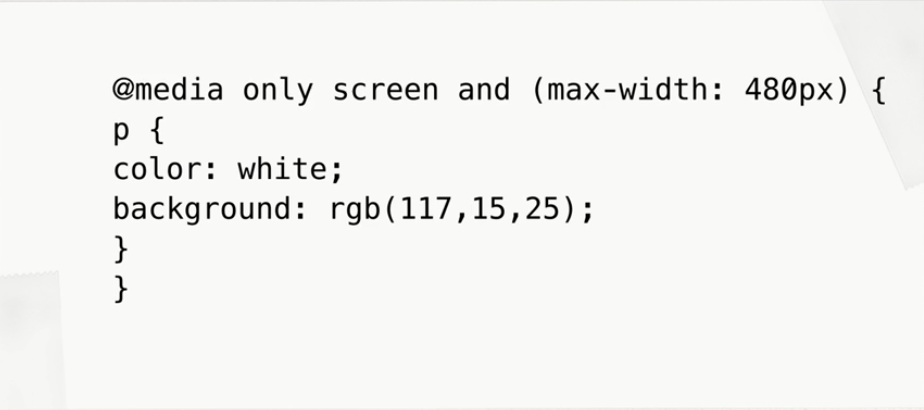 @media only screen and (max-width: 480px) {
p {
color: white;
background: rgb(117,15,25);
}
}